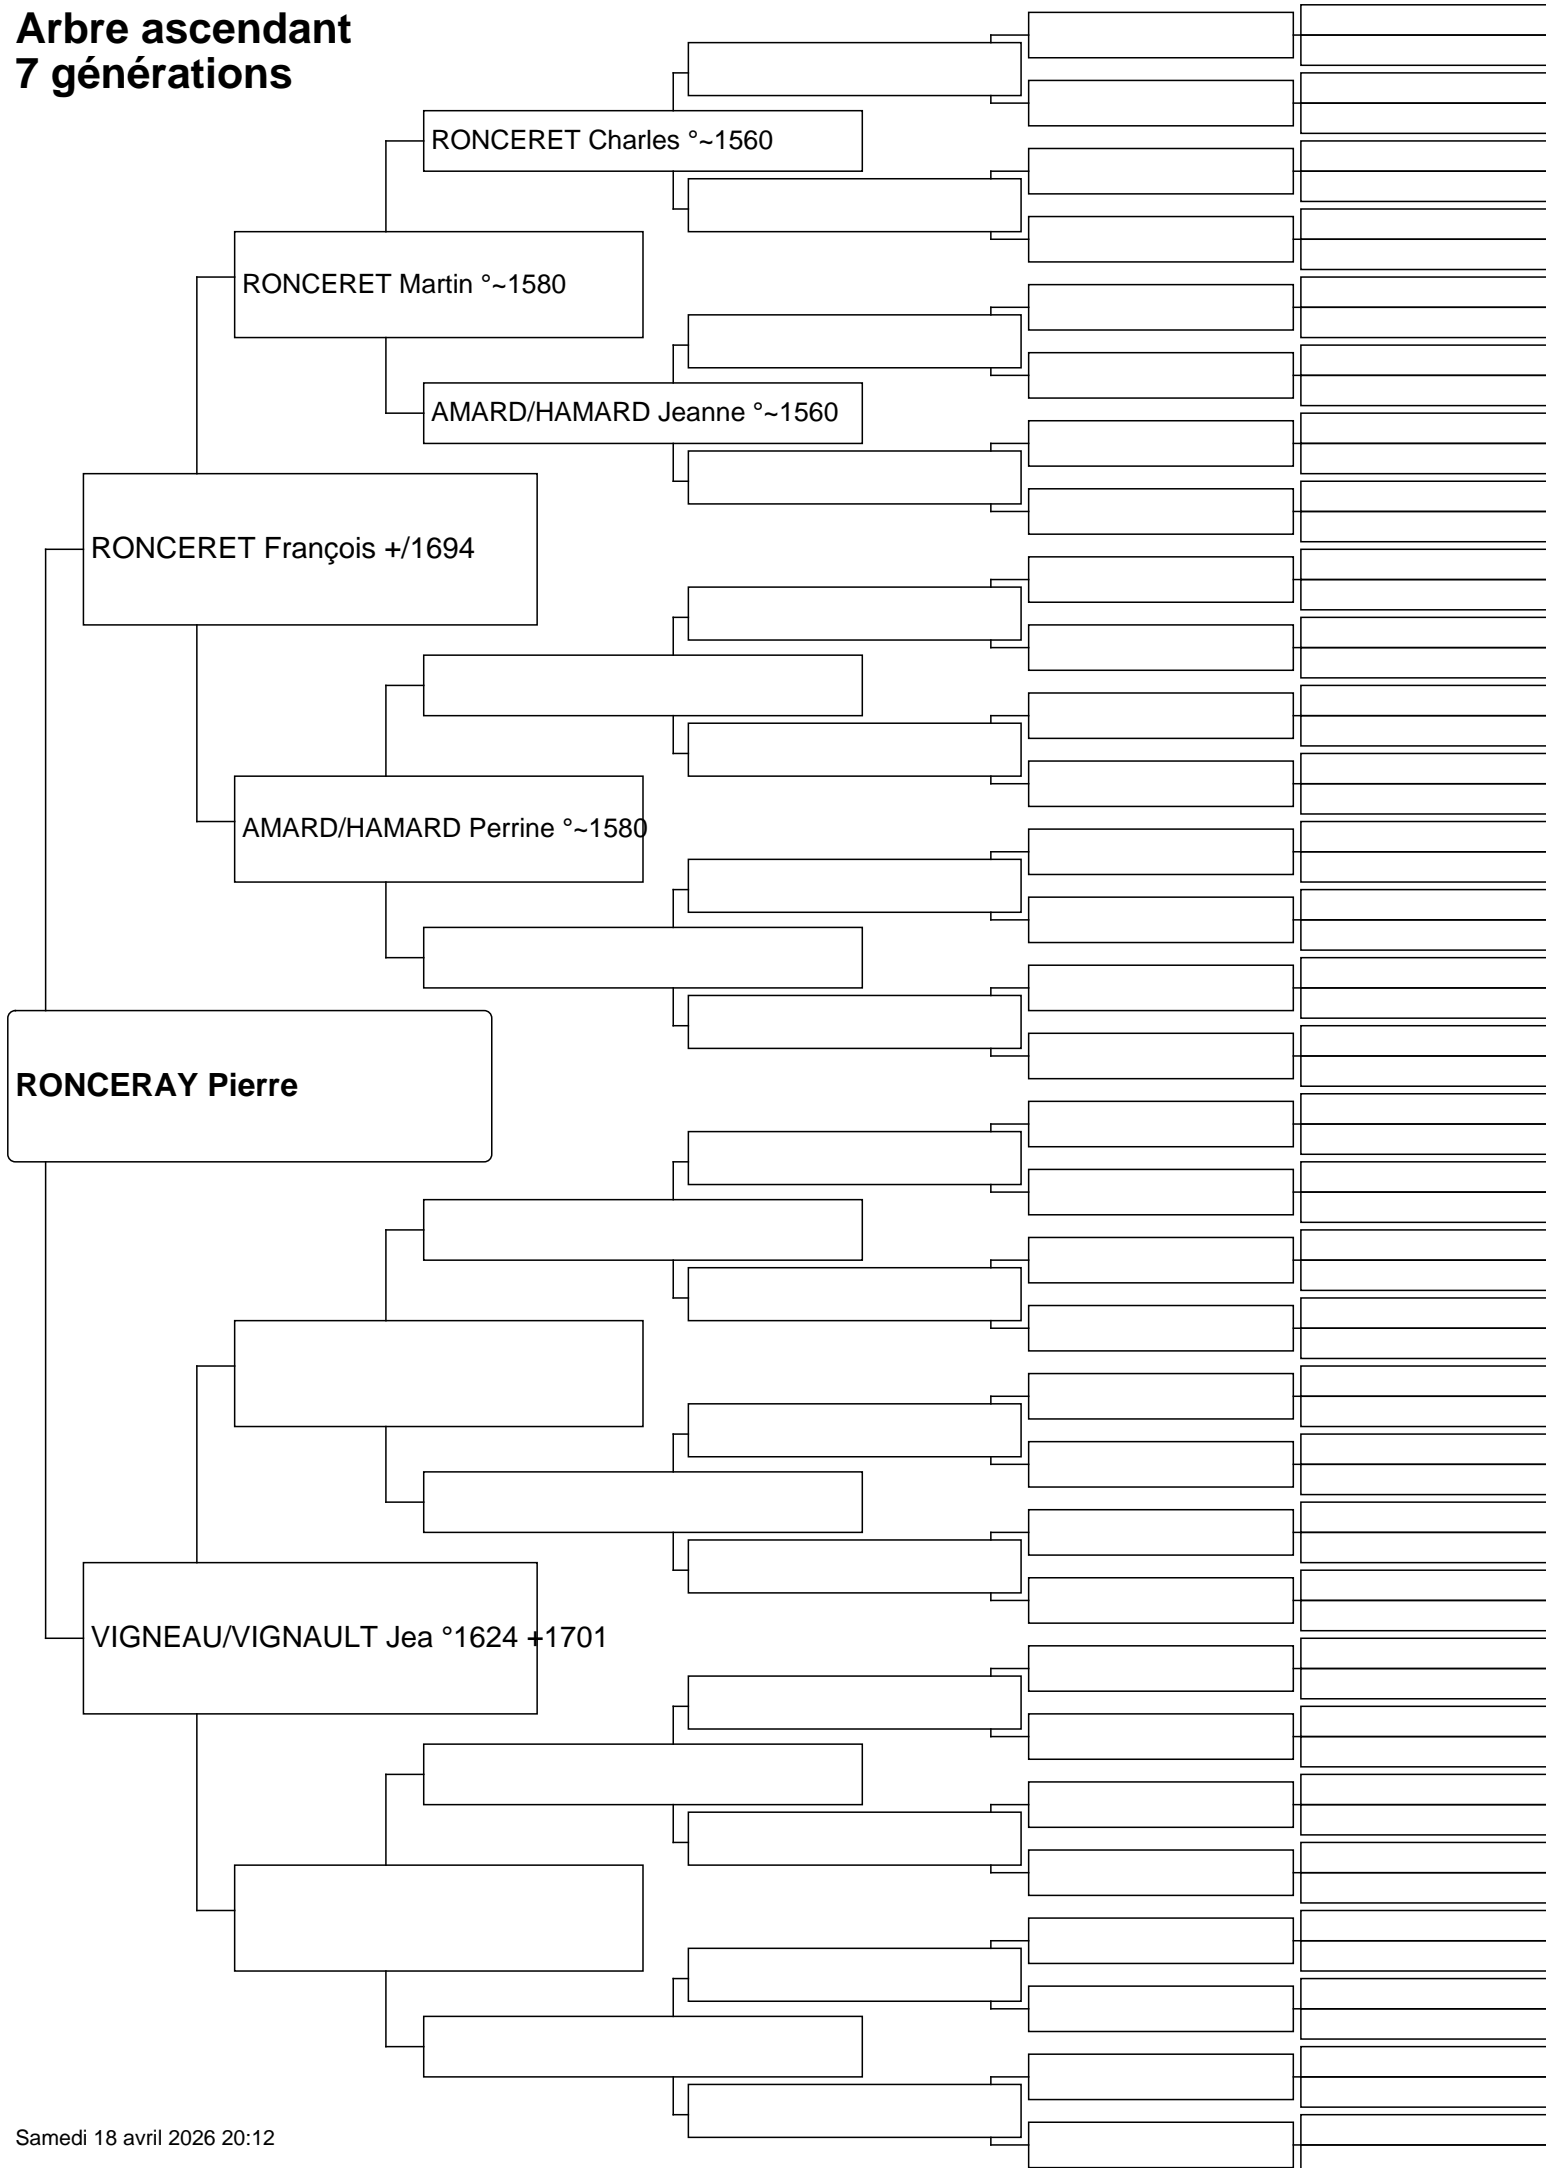 Arbre ascendant
7 générations
RONCERET Charles °~1560
RONCERET Martin °~1580
AMARD/HAMARD Jeanne °~1560
RONCERET François +/1694
AMARD/HAMARD Perrine °~1580
RONCERAY Pierre
VIGNEAU/VIGNAULT Jea °1624 +1701
Samedi 18 avril 2026 20:12